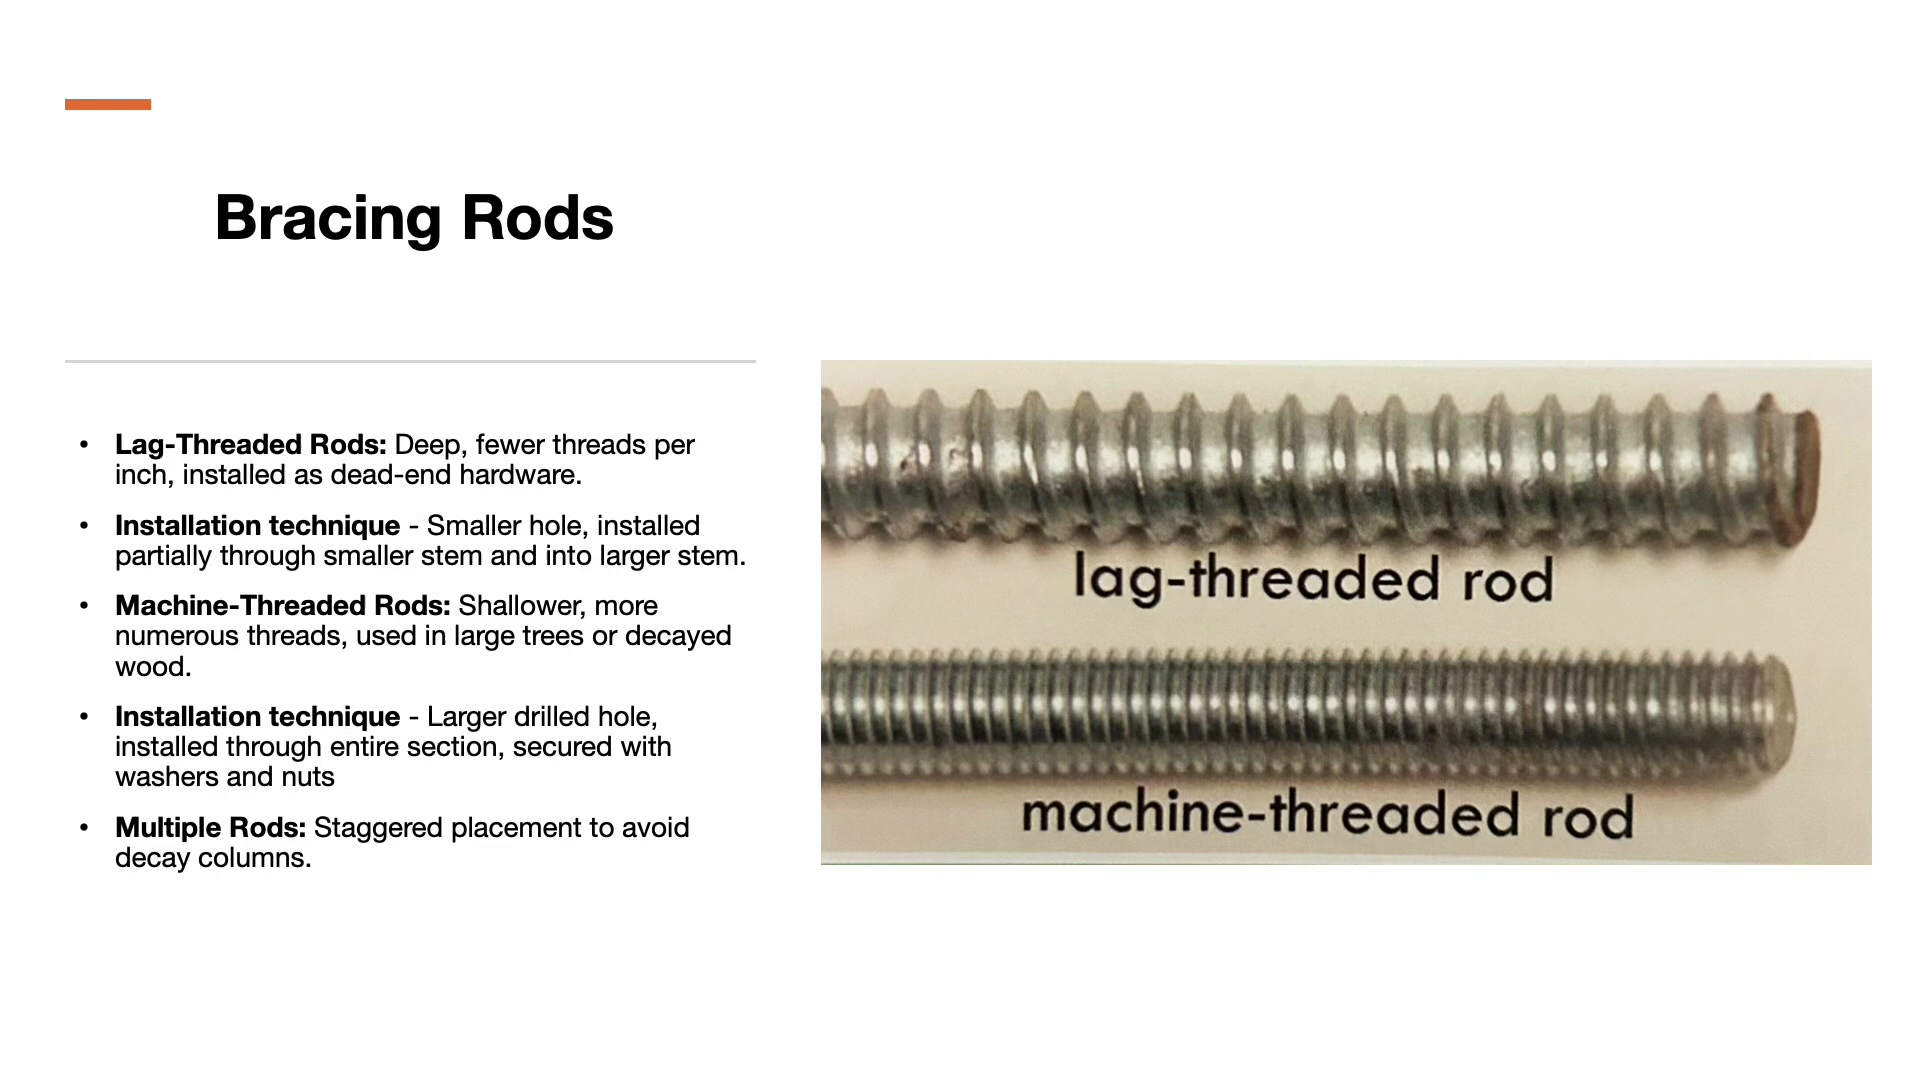 Bracing Rods
• Lag-Threaded Rods: Deep, fewer threads per
inch, installed as dead-end hardware.
• Installation technique - Smaller hole, installed
partially through smaller stem and into larger stem.
• Machine-Threaded Rods: Shallower, more
numerous threads, used in large trees or decayed
wood.
• Installation technique - Larger drilled hole,
installed through entire section, secured with
washers and nuts
• Multiple Rods: Staggered placement to avoid
decay columns.
lag-threaded rod
machine-threaded rod